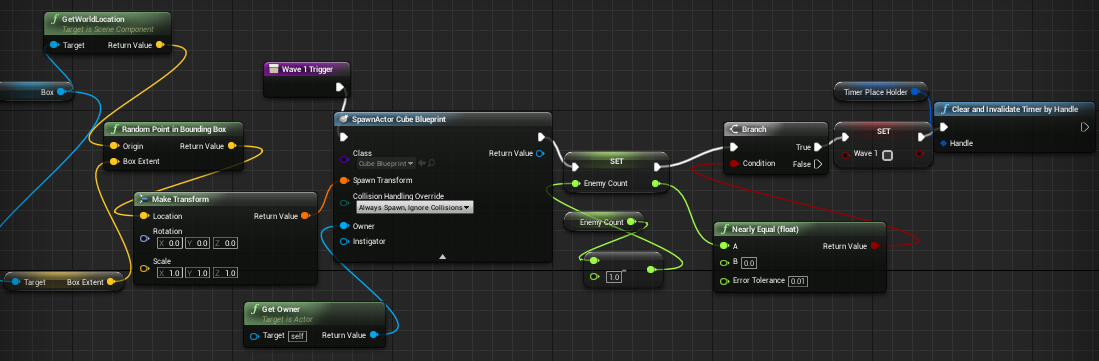 GetWorldLocation
Target is Scene Component
Target Return Value
Box
Wave 1 Trigger
Random Point in Bounding Box
Origin Return Value
Box Extent
Make Transform
Location Return Value
Rotation
X 0.0 Y 0.0 Z 0.0
Scale
X 1.0 Y 1.0 Z 1.0
Target Box Extent
Get Owner
Target is Actor
Target self Return Value
SpawnActor Cube Blueprint
Class Return Value
Cube Blueprint
Spawn Transform
Collision Handling Override
Always Spawn, Ignore Collisions
Owner
Instigator
SET
Enemy Count
Enemy Count
-
1.0
Branch
True
Condition False
Nearly Equal (float)
A Return Value
B 0.0
Error Tolerance 0.01
Timer Place Holder
SET
Wave 1
Clear and Invalidate Timer by Handle
Handle